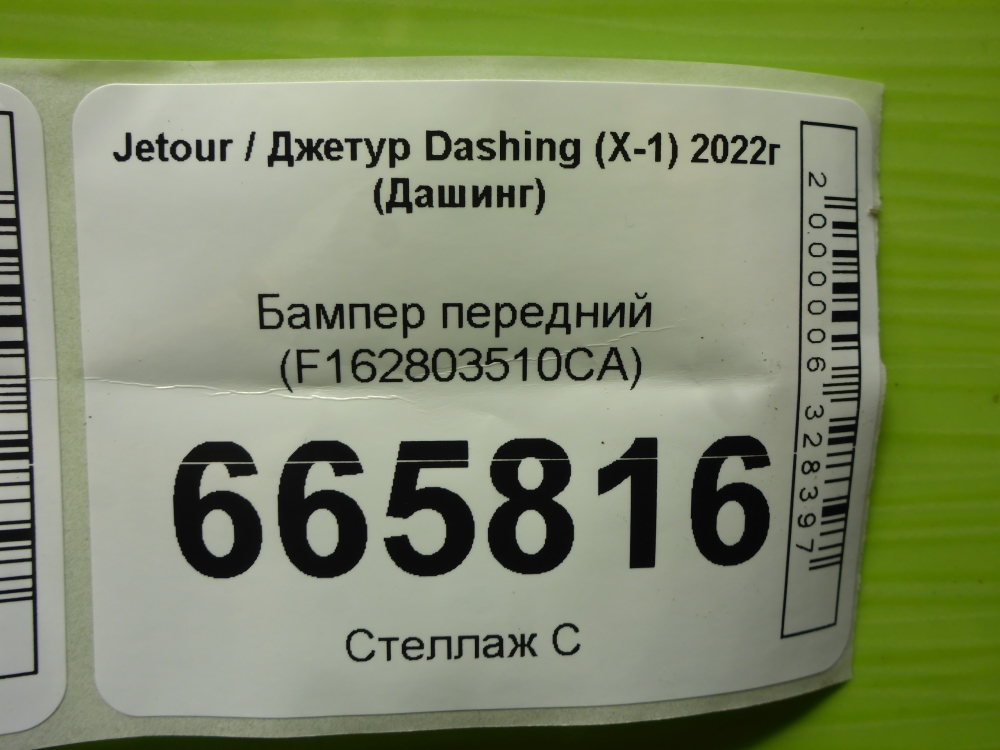 Jetour / Джетур Dashing (X-1) 2022г
(Дашинг)
Бампер передний
(F162803510CA)
665816
Стеллаж С
2000006328397